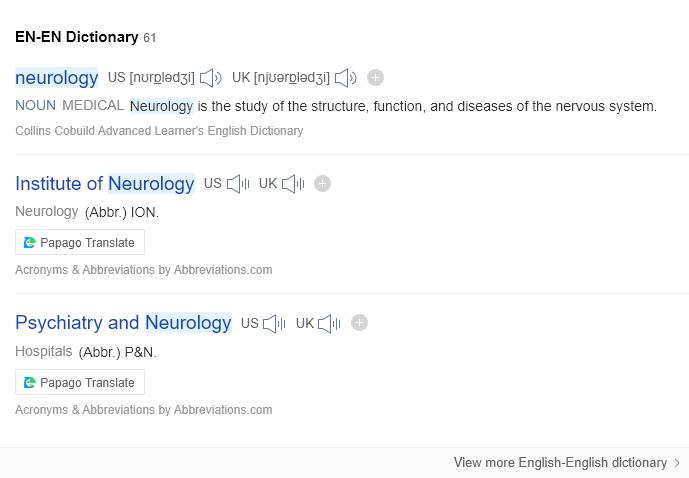 EN-EN Dictionary 61
neurology US [nʊrɒlədʒi] UK [njʊərɒlədʒi]
NOUN MEDICAL Neurology is the study of the structure, function, and diseases of the nervous system.
Collins Cobuild Advanced Learner's English Dictionary
Institute of Neurology US UK
Neurology (Abbr.) ION.
Papago Translate
Acronyms & Abbreviations by Abbreviations.com
Psychiatry and Neurology US UK
Hospitals (Abbr.) P&N.
Papago Translate
Acronyms & Abbreviations by Abbreviations.com
View more English-English dictionary